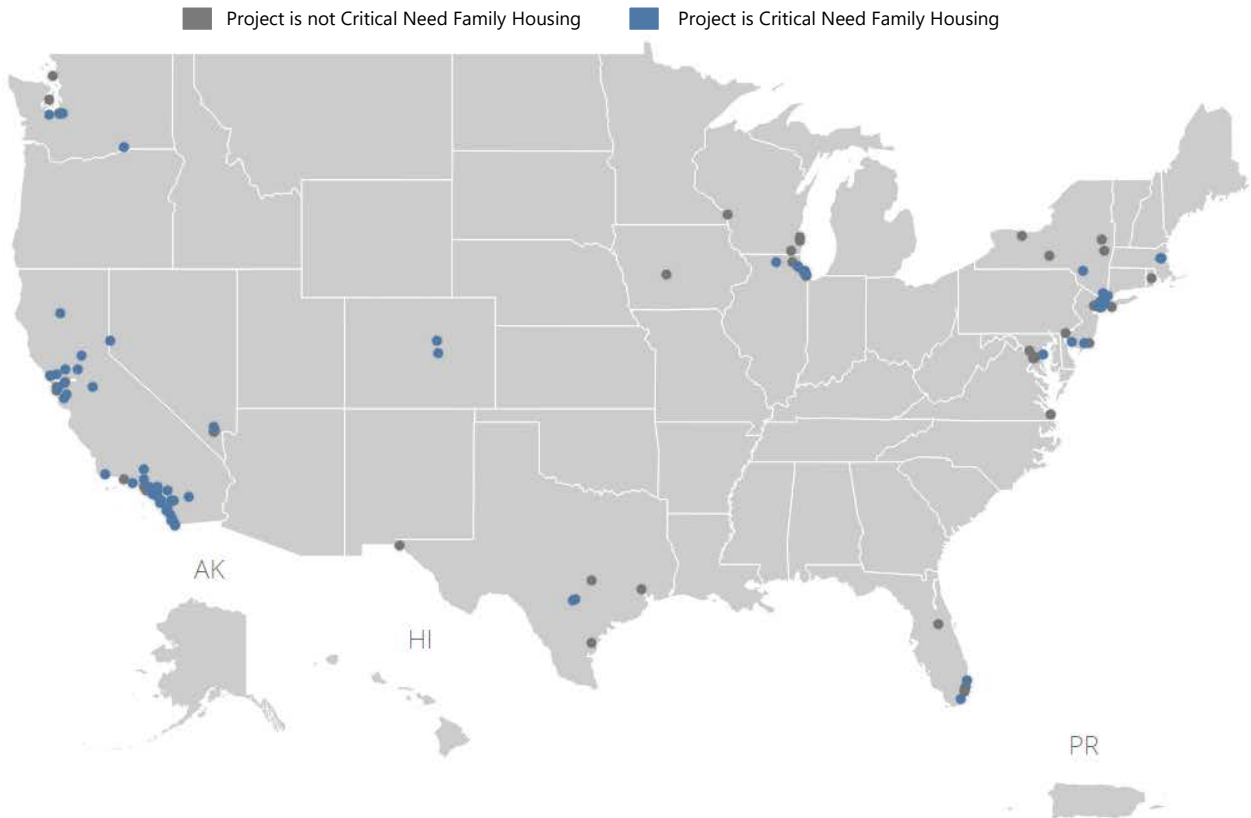 Project is not Critical Need Family Housing Project is Critical Need Family Housing
AK
HI
PR